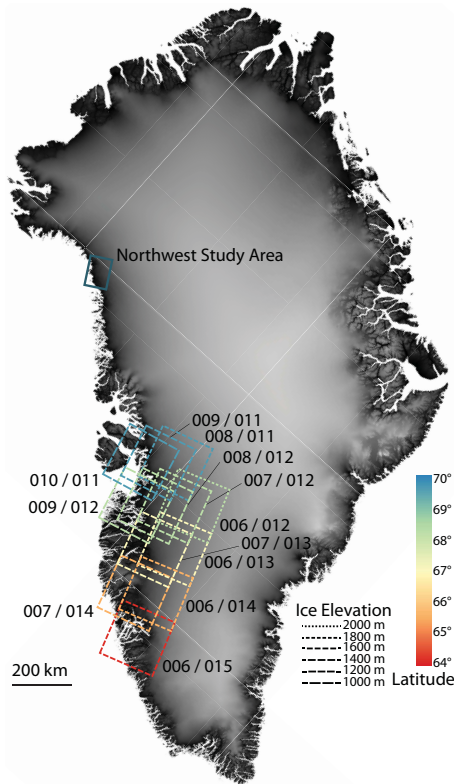 Northwest Study Area
009 / 011
008 / 011
008 / 012
010 / 011
007 / 012
009 / 012
006 / 012
007 / 013
006 / 013
007 / 014
006 / 014
006 / 015
200 km
Ice Elevation
2000 m
1800 m
1600 m
1400 m
1200 m
1000 m
70°
69°
68°
67°
66°
65°
64°
Latitude